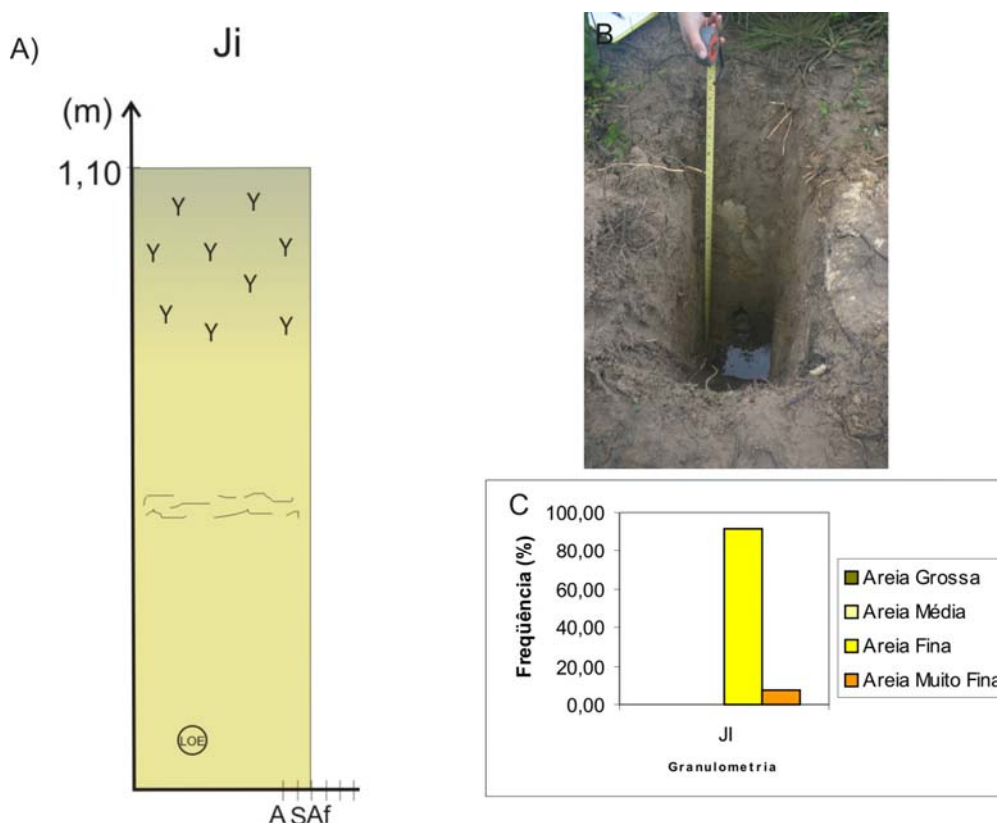 A)
Ji
(m)
1,10
Y Y
Y Y Y
Y
Y Y Y
LOE
A SAf
B
C
Freqüência (%)
100,00
80,00
60,00
40,00
20,00
0,00
JI
Granulometria
Areia Grossa
Areia Média
Areia Fina
Areia Muito Fina